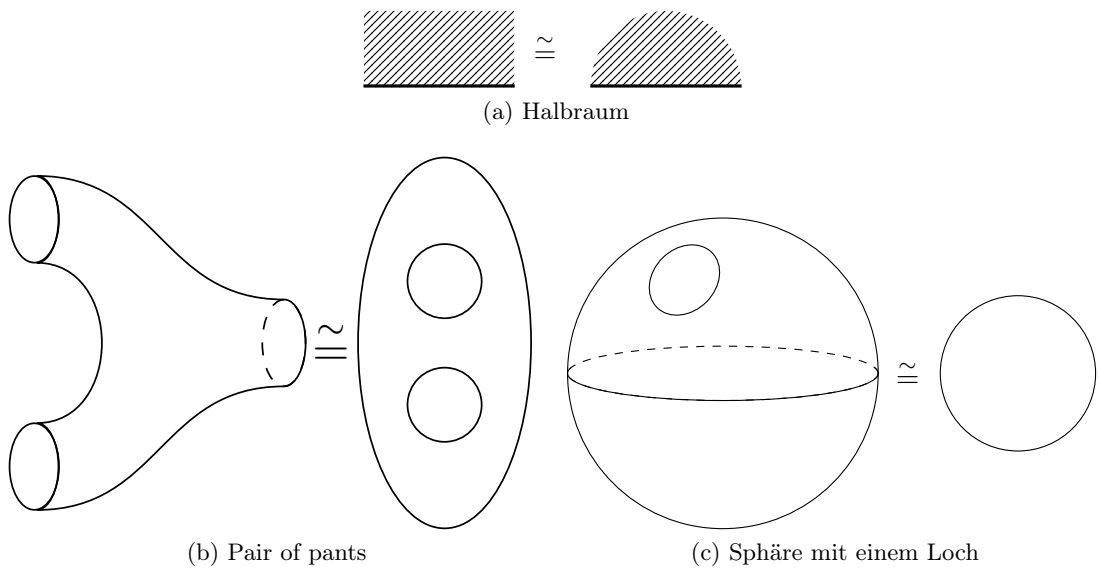 ≅
(a) Halbraum
≅
≅
(b) Pair of pants
(c) Sphäre mit einem Loch